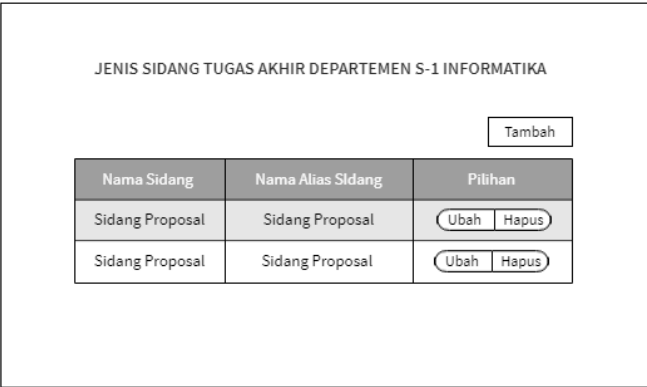 JENIS SIDANG TUGAS AKHIR DEPARTEMEN S-1 INFORMATIKA
Tambah
Nama Sidang Nama Alias SIdang Pilihan
Sidang Proposal Sidang Proposal Ubah Hapus
Sidang Proposal Sidang Proposal Ubah Hapus